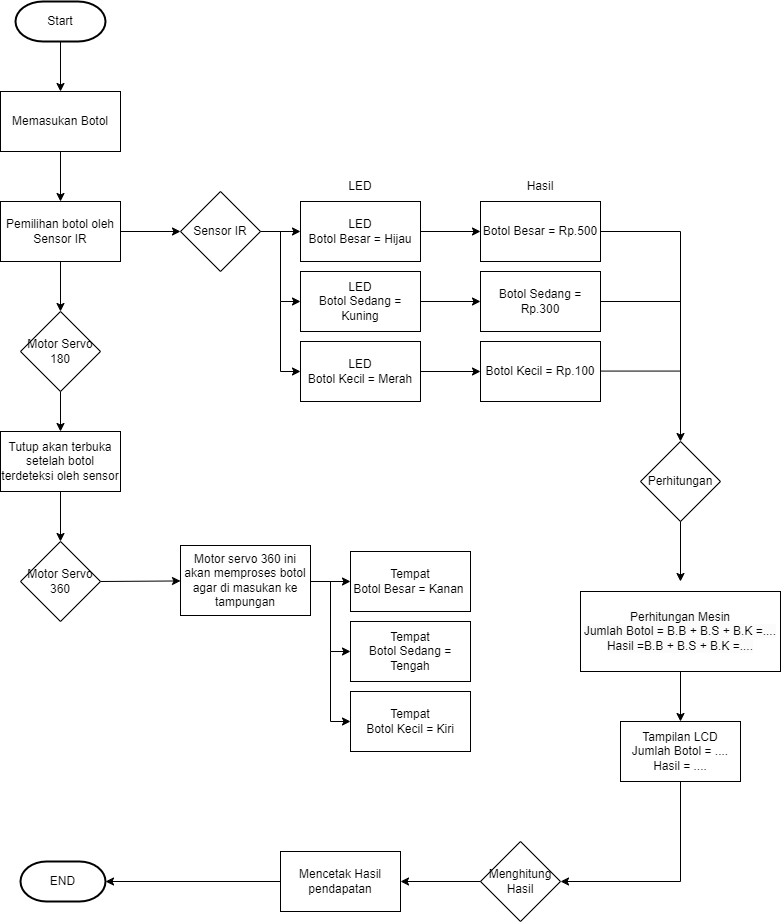 Start
Memasukan Botol
LED
Hasil
Pemilihan botol oleh
Sensor IR
Sensor IR
LED
Botol Besar = Hijau
Botol Besar = Rp.500
LED
Botol Sedang =
Kuning
Botol Sedang =
Rp.300
LED
Botol Kecil = Merah
Botol Kecil = Rp.100
Motor Servo
180
Tutup akan terbuka
setelah botol
terdeteksi oleh sensor
Perhitungan
Motor Servo
360
Motor servo 360 ini
akan memproses botol
agar di masukan ke
tampungan
Tempat
Botol Besar = Kanan
Tempat
Botol Sedang =
Tengah
Tempat
Botol Kecil = Kiri
Perhitungan Mesin
Jumlah Botol = B.B + B.S + B.K =....
Hasil =B.B + B.S + B.K =....
Tampilan LCD
Jumlah Botol = ....
Hasil = ....
Menghitung
Hasil
Mencetak Hasil
pendapatan
END